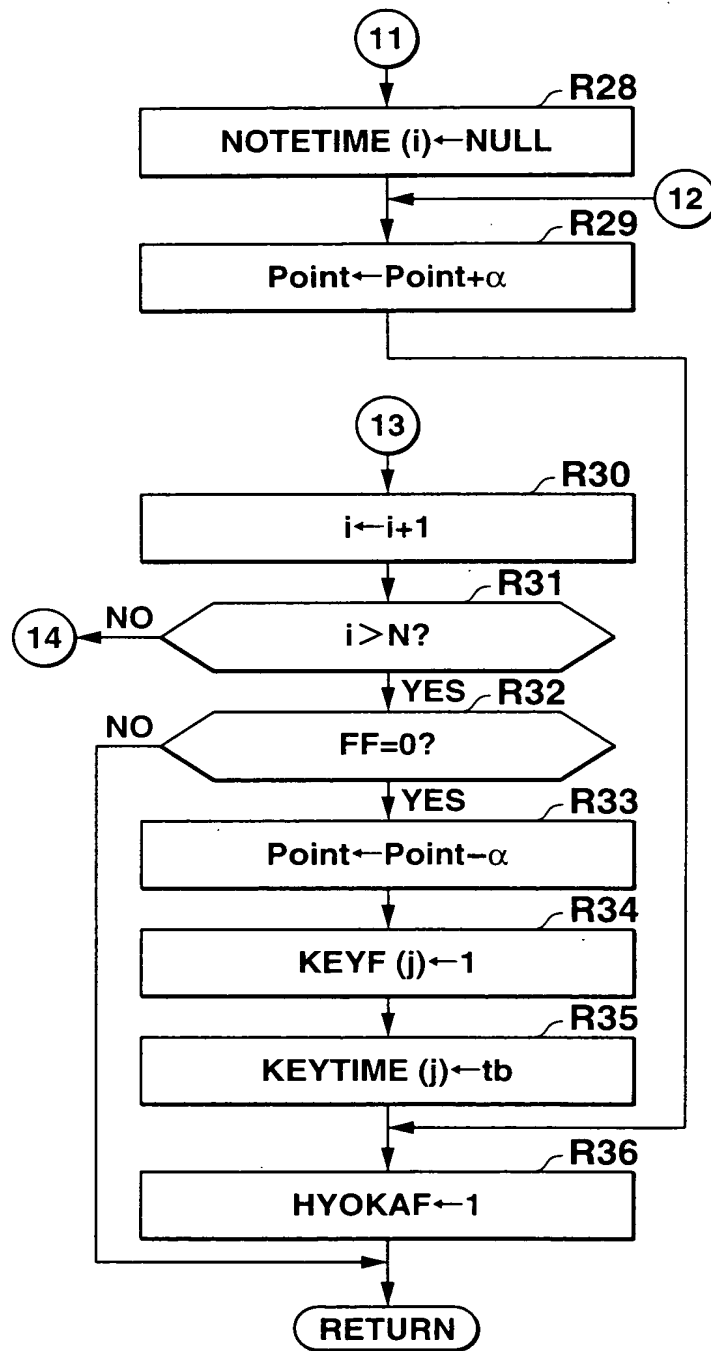 11
R28
NOTETIME (i)←NULL
12
R29
Point←Point+α
13
R30
i←i+1
R31
NO
14
i>N?
YES
R32
NO
FF=0?
YES
R33
Point←Point−α
R34
KEYF (j)←1
R35
KEYTIME (j)←tb
R36
HYOKAF←1
RETURN